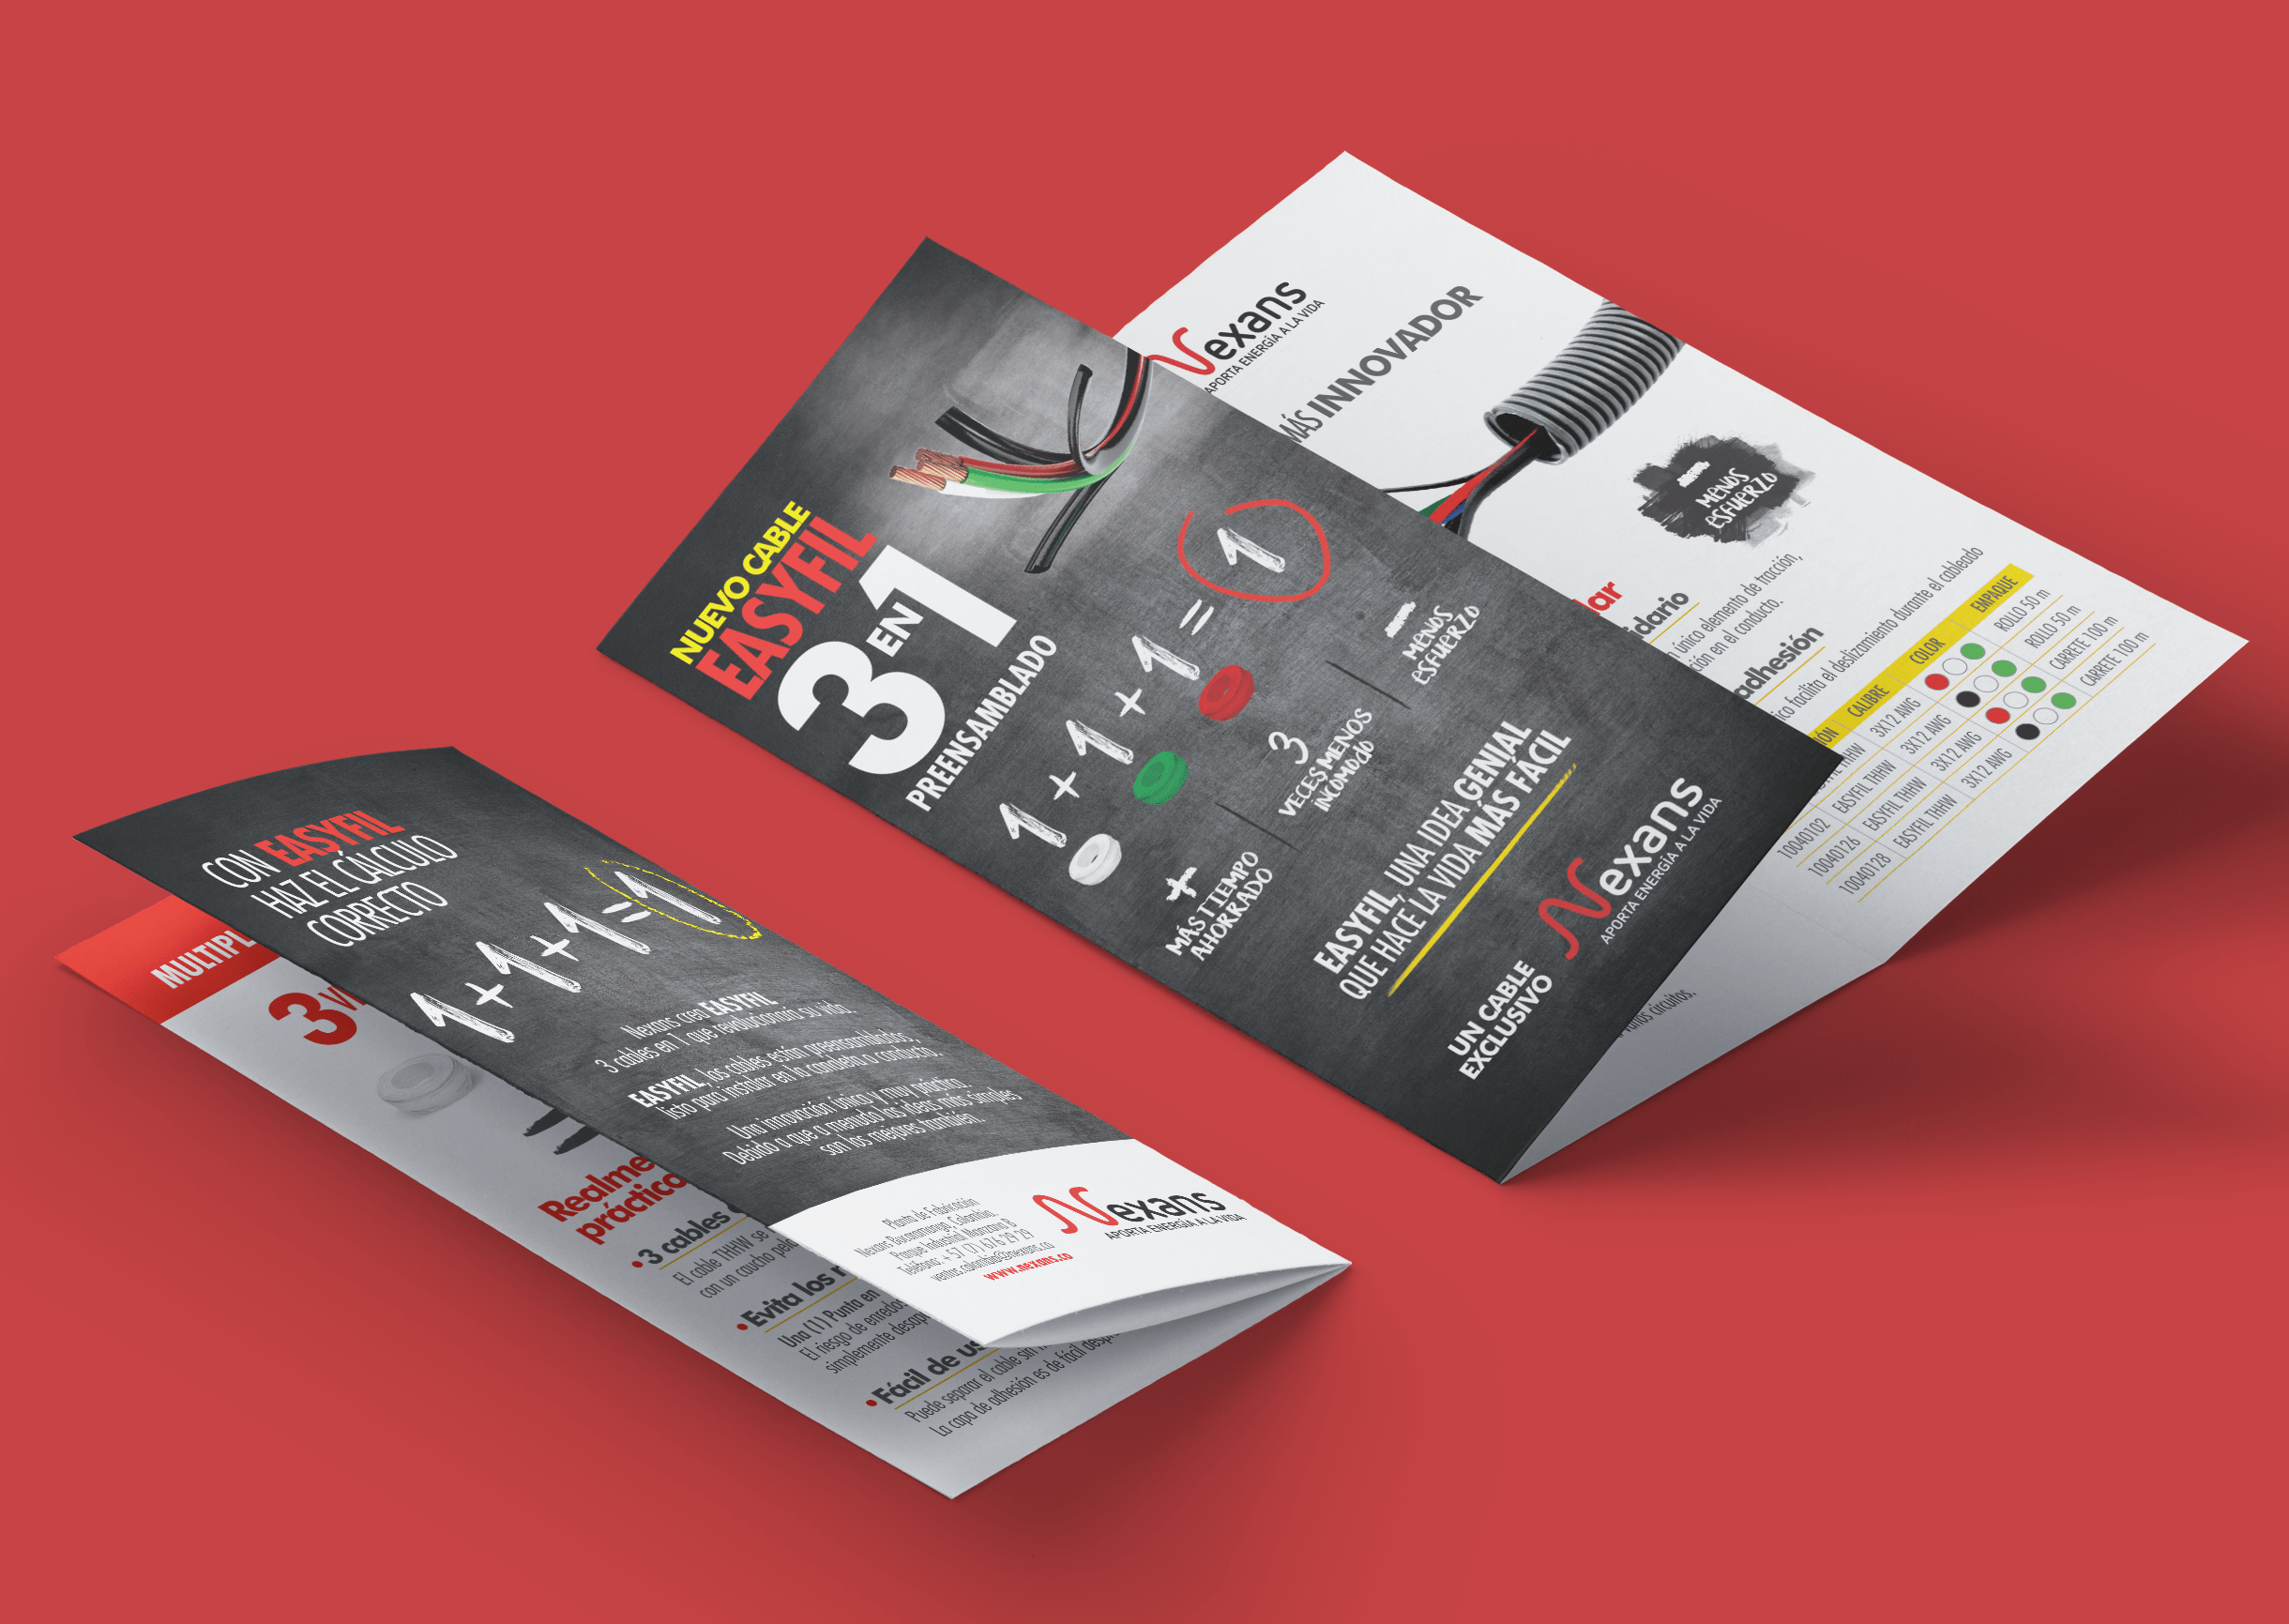 CON EASYFIL
HAZ EL CÁLCULO
CORRECTO
1+1+1=1
Nexans crea EASYFIL
3 cables en 1 que revolucionara su vida.
EASYFIL, los cables están preensamblados,
listo para instalar en la canaleta o conducto.
Una innovación única y muy práctica.
Debido a que a menudo las ideas más simples
son las mejores también.
Planta de Fabricación
Nexans Bucaramanga, Colombia.
Parque Industrial Manzana B
Teléfono: + 57 (7) 676 29 29
ventas.colombia@nexans.co
www.nexans.co
Nexans
APORTA ENERGÍA A LA VIDA
MULTIPL
3 V
Realme
práctico
• 3 cables
El cable THHW se
con un caucho pela
• Evita los
Una (1) Punta en
El riesgo de enredos
simplemente desap
• Fácil de us
Puede separar el cable sin
La capa de adhesión es de fácil despr
NUEVO CABLE
EASYFIL
3 EN 1
PREENSAMBLADO
1 + 1 + 1 = 1
+
MÁS TIEMPO
AHORRADO
3
VECES MENOS
INCOMODO
-
MENOS
ESFUERZO
EASYFIL, UNA IDEA GENIAL
QUE HACE LA VIDA MÁS FÁCIL
UN CABLE
EXCLUSIVO
Nexans
APORTA ENERGÍA A LA VIDA
Nexans
APORTA ENERGÍA A LA VIDA
MÁS INNOVADOR
MENOS
ESFUERZO
ar
idario
n único elemento de tracción,
ción en el conducto.
adhesión
ico facilita el deslizamiento durante el cableado
IÓN CALIBRE COLOR EMPAQUE
THHW 3X12 AWG ROLLO 50 m
10040102 EASYFIL THHW 3X12 AWG ROLLO 50 m
10040126 EASYFIL THHW 3X12 AWG CARRETE 100 m
10040128 EASYFIL THHW 3X12 AWG CARRETE 100 m
circuitos,